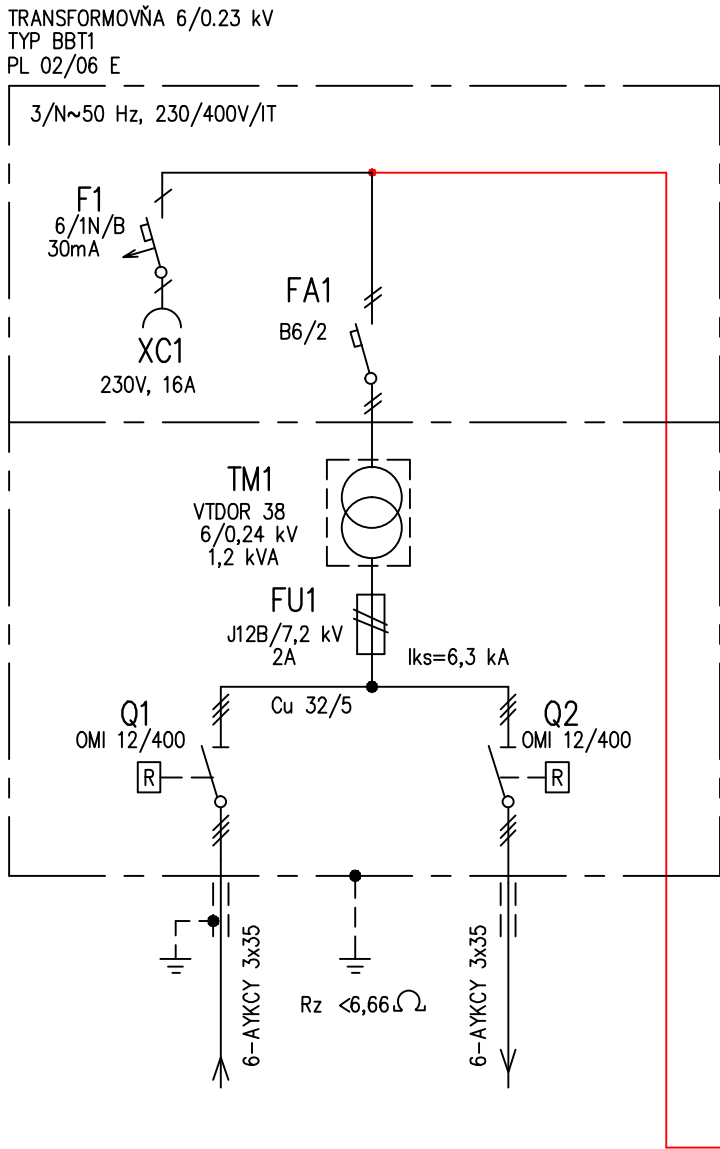 TRANSFORMOVŇA 6/0.23 kV
TYP BBT1
PL 02/06 E
3/N~50 Hz, 230/400V/IT
F1
6/1N/B
30mA
XC1
230V, 16A
FA1
B6/2
TM1
VTDOR 38
6/0,24 kV
1,2 kVA
FU1
J12B/7,2 kV
2A
Iks=6,3 kA
Cu 32/5
Q1
OMI 12/400
R
Q2
OMI 12/400
R
6-AYKCY 3x35
Rz <6,66Ω
6-AYKCY 3x35